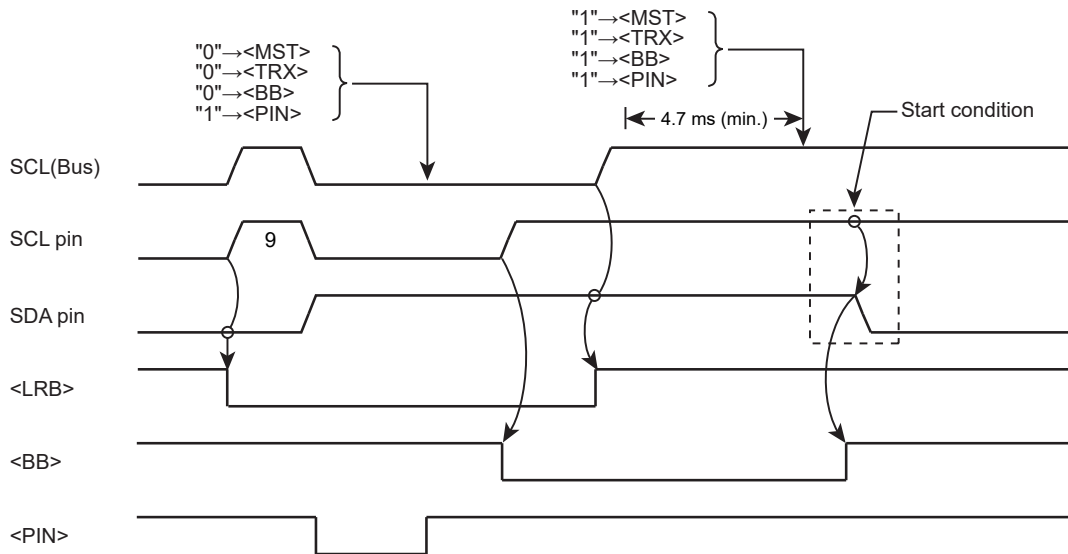 "0"→<MST>
"0"→<TRX>
"0"→<BB>
"1"→<PIN>
"1"→<MST>
"1"→<TRX>
"1"→<BB>
"1"→<PIN>
4.7 ms (min.)
Start condition
SCL(Bus)
SCL pin
9
SDA pin
<LRB>
<BB>
<PIN>